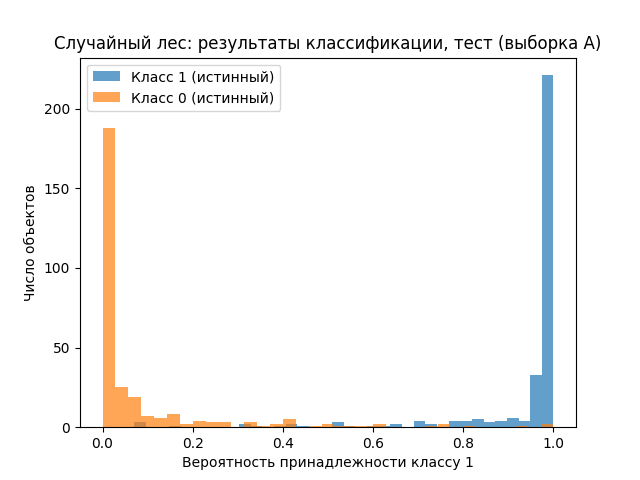 Случайный лес: результаты классификации, тест (выборка A)
Класс 1 (истинный)
Класс 0 (истинный)
Число объектов
200
150
100
50
0
0.0 0.2 0.4 0.6 0.8 1.0
Вероятность принадлежности классу 1